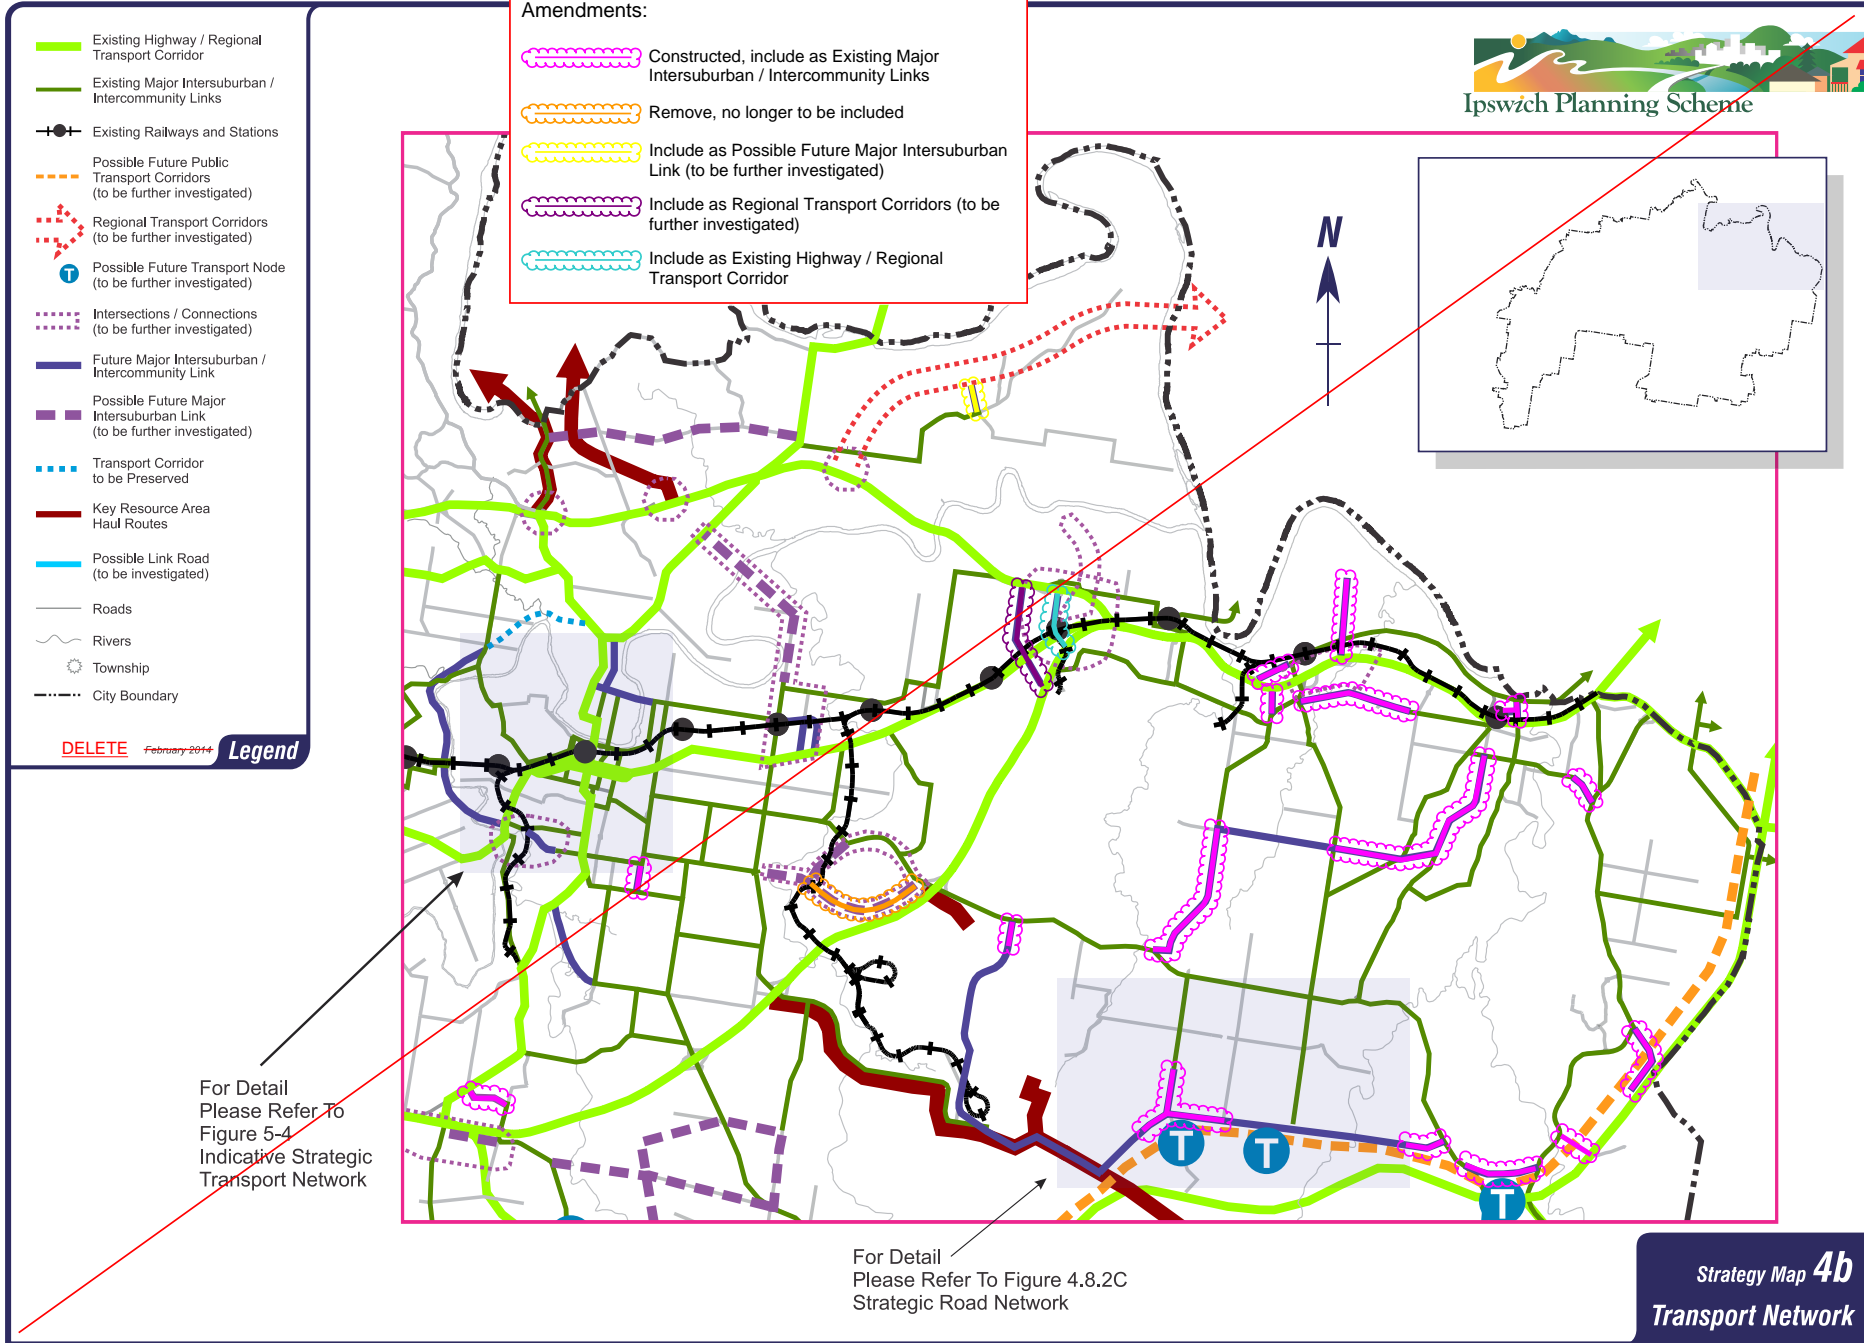 Existing Highway / Regional
Transport Corridor
Existing Major Intersuburban /
Intercommunity Links
Existing Railways and Stations
Possible Future Public
Transport Corridors
(to be further investigated)
Regional Transport Corridors
(to be further investigated)
T
Possible Future Transport Node
(to be further investigated)
Intersections / Connections
(to be further investigated)
Future Major Intersuburban /
Intercommunity Link
Possible Future Major
Intersuburban Link
(to be further investigated)
Transport Corridor
to be Preserved
Key Resource Area
Haul Routes
Possible Link Road
(to be investigated)
Roads
Rivers
Township
City Boundary
DELETE February 2014 Legend
Amendments:
Constructed, include as Existing Major
Intersuburban / Intercommunity Links
Remove, no longer to be included
Include as Possible Future Major Intersuburban
Link (to be further investigated)
Include as Regional Transport Corridors (to be
further investigated)
Include as Existing Highway / Regional
Transport Corridor
Ipswich Planning Scheme
N
For Detail
Please Refer To
Figure 5-4
Indicative Strategic
Transport Network
T
T
T
For Detail
Please Refer To Figure 4.8.2C
Strategic Road Network
Strategy Map 4b
Transport Network